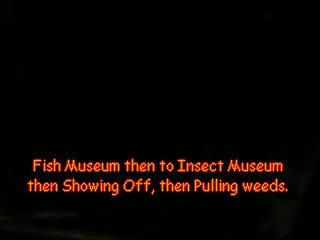 Fish Museum then to Insect Museum
then Showing Off, then Pulling weeds.